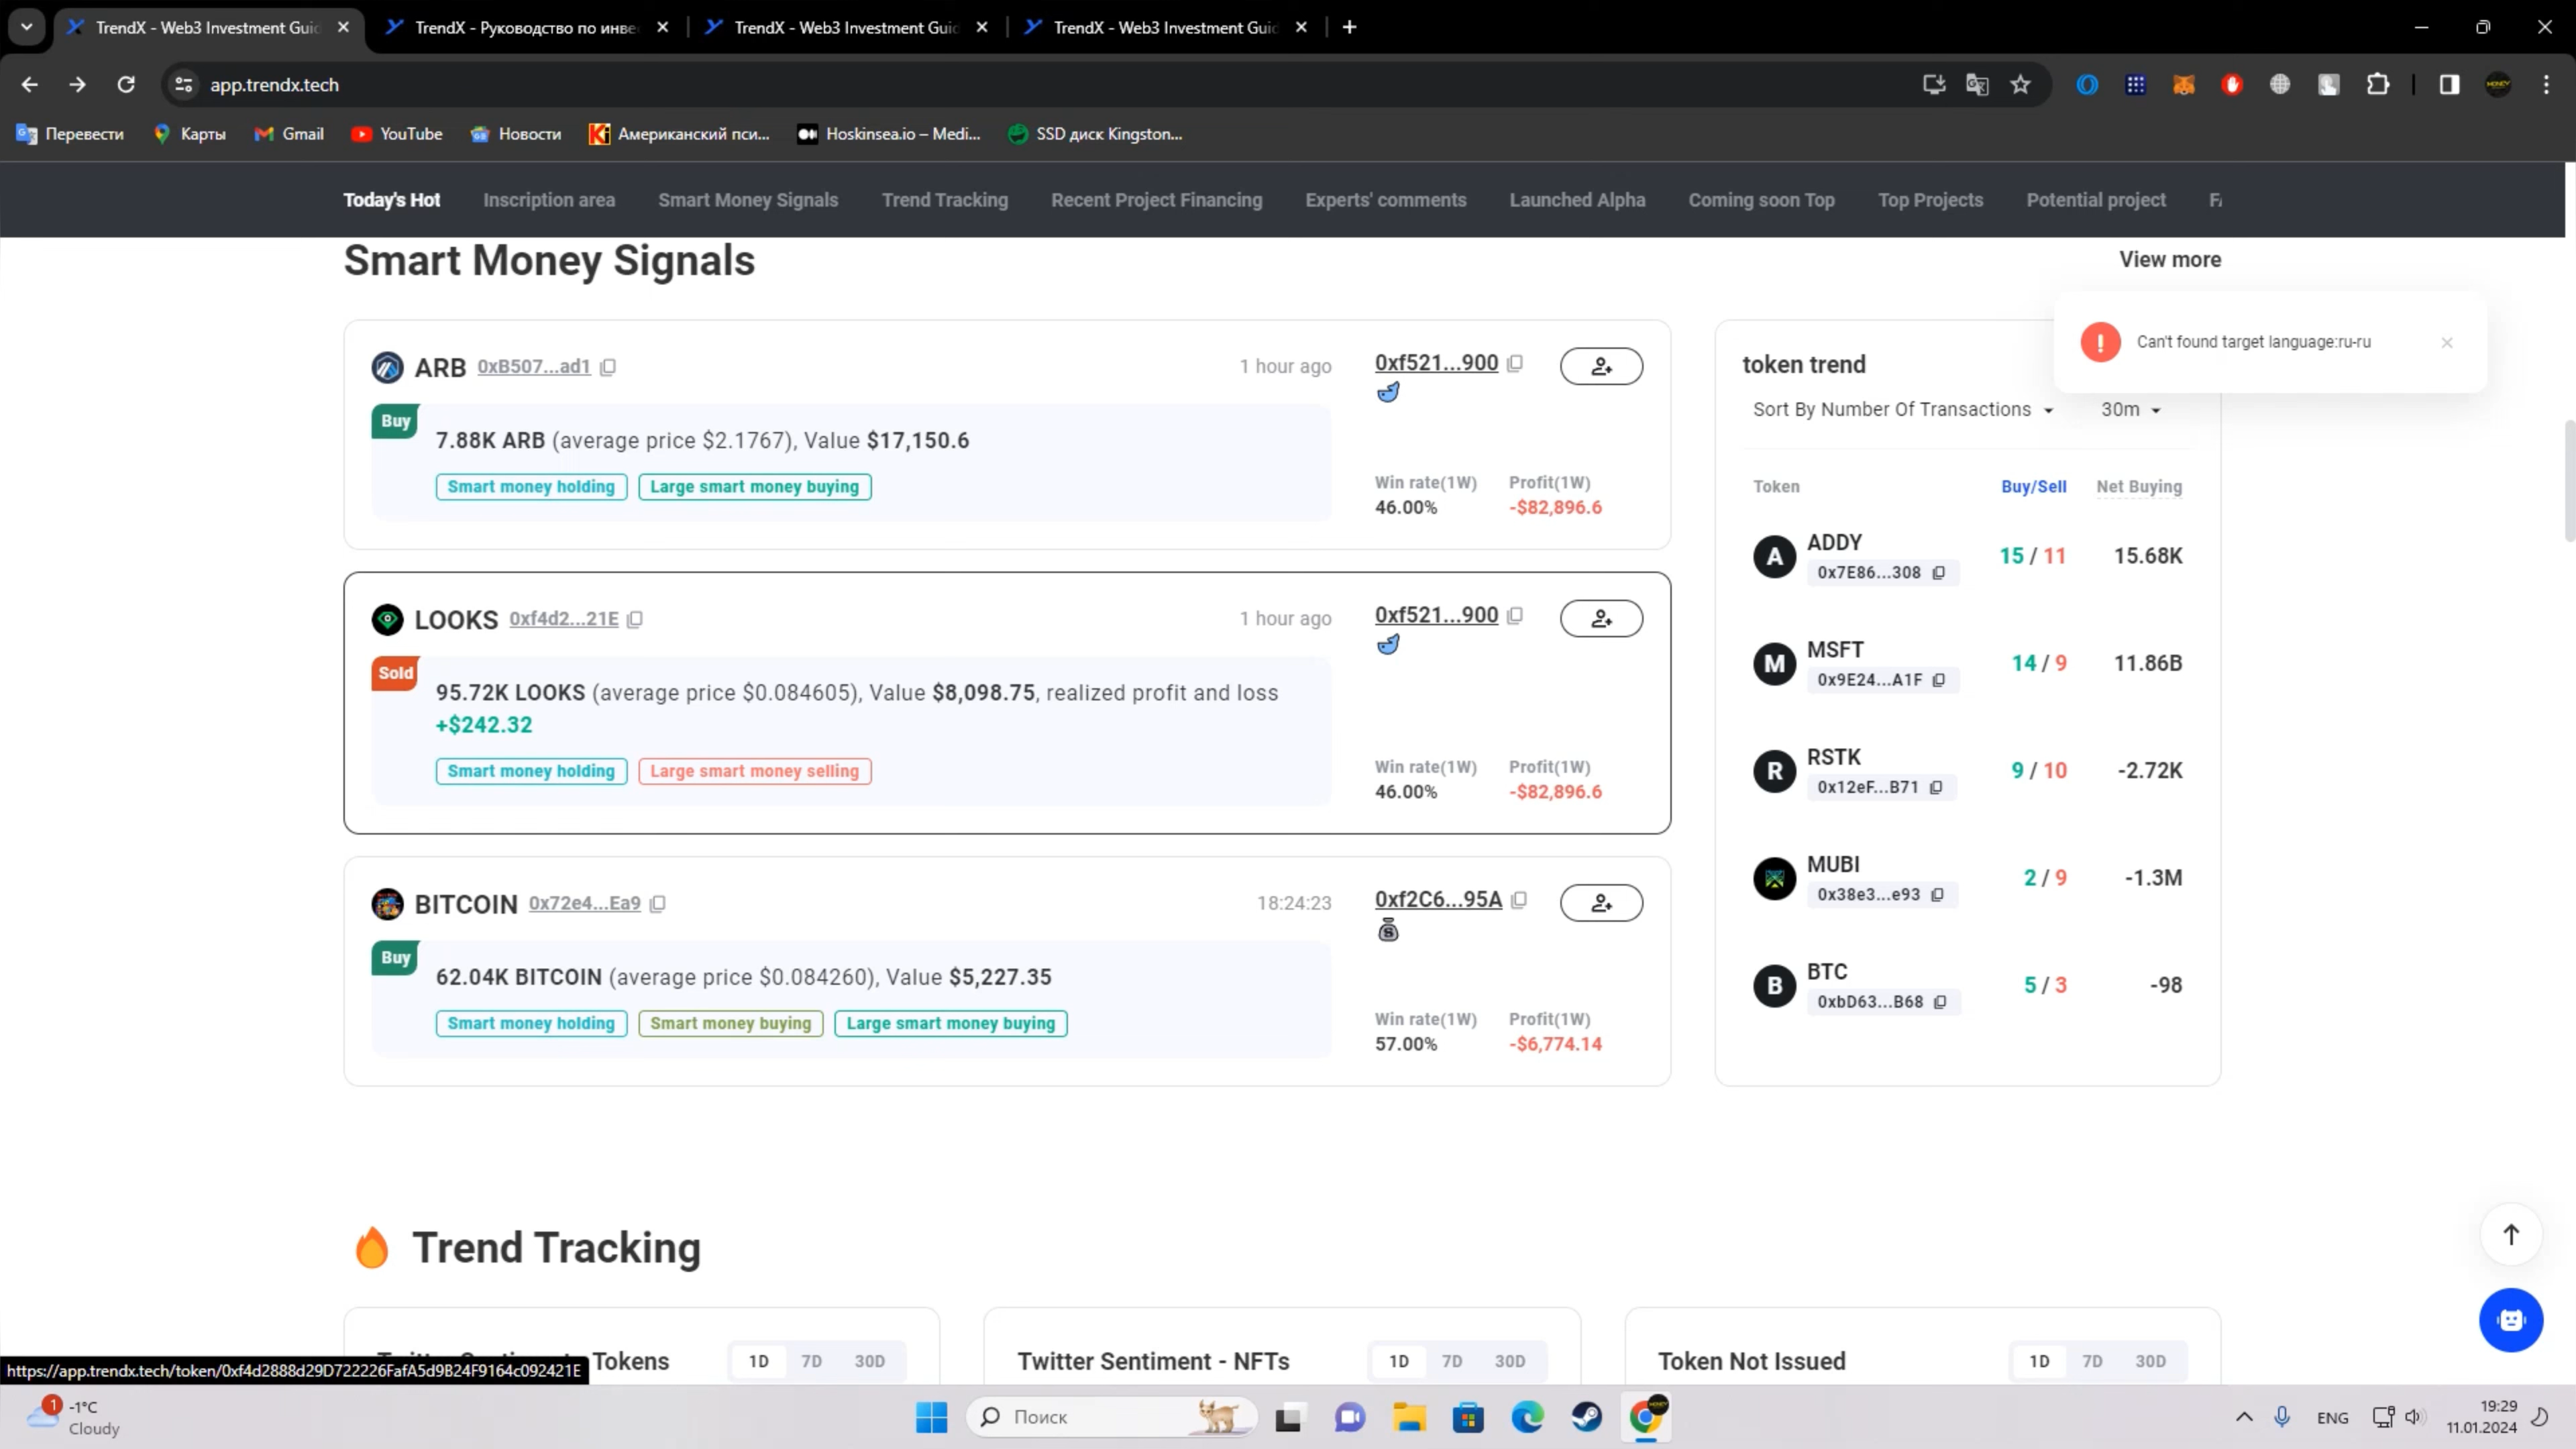 TrendX - Web3 Investment Guid
TrendX - Руководство по инве
TrendX - Web3 Investment Guid
TrendX - Web3 Investment Guid
app.trendx.tech
Перевести
Карты
Gmail
YouTube
Новости
Американский пси...
Hoskinsea.io – Medi...
SSD диск Kingston...
Today's Hot
Inscription area
Smart Money Signals
Trend Tracking
Recent Project Financing
Experts' comments
Launched Alpha
Coming soon Top
Top Projects
Potential project
Smart Money Signals
View more
Can't found target language:ru-ru
ARB 0xB507...ad1
1 hour ago
0xf521...900
Buy
7.88K ARB (average price $2.1767), Value $17,150.6
Smart money holding
Large smart money buying
Win rate(1W)
46.00%
Profit(1W)
-$82,896.6
LOOKS 0xf4d2...21E
1 hour ago
0xf521...900
Sold
95.72K LOOKS (average price $0.084605), Value $8,098.75, realized profit and loss
+$242.32
Smart money holding
Large smart money selling
Win rate(1W)
46.00%
Profit(1W)
-$82,896.6
BITCOIN 0x72e4...Ea9
18:24:23
0xf2C6...95A
Buy
62.04K BITCOIN (average price $0.084260), Value $5,227.35
Smart money holding
Smart money buying
Large smart money buying
Win rate(1W)
57.00%
Profit(1W)
-$6,774.14
token trend
Sort By Number Of Transactions
30m
Token
Buy/Sell
Net Buying
A
ADDY
0x7E86...308
15 / 11
15.68K
M
MSFT
0x9E24...A1F
14 / 9
11.86B
R
RSTK
0x12eF...B71
9 / 10
-2.72K
MUBI
0x38e3...e93
2 / 9
-1.3M
B
BTC
0xbD63...B68
5 / 3
-98
Trend Tracking
Tokens
1D 7D 30D
Twitter Sentiment - NFTs
1D 7D 30D
Token Not Issued
1D 7D 30D
https://app.trendx.tech/token/0xf4d2888d29D722226FafA5d9B24F9164c092421E
1
-1°C
Cloudy
Поиск
ENG
19:29
11.01.2024